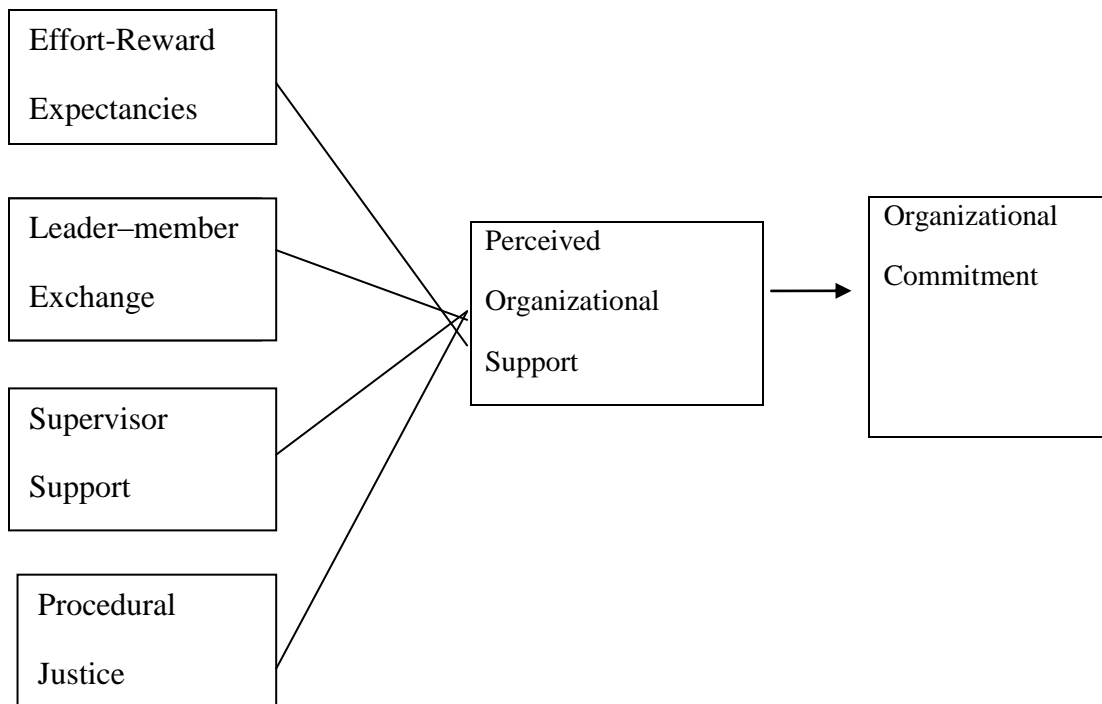 Effort-Reward
Expectancies
Leader–member
Exchange
Supervisor
Support
Procedural
Justice
Perceived
Organizational
Support
Organizational
Commitment